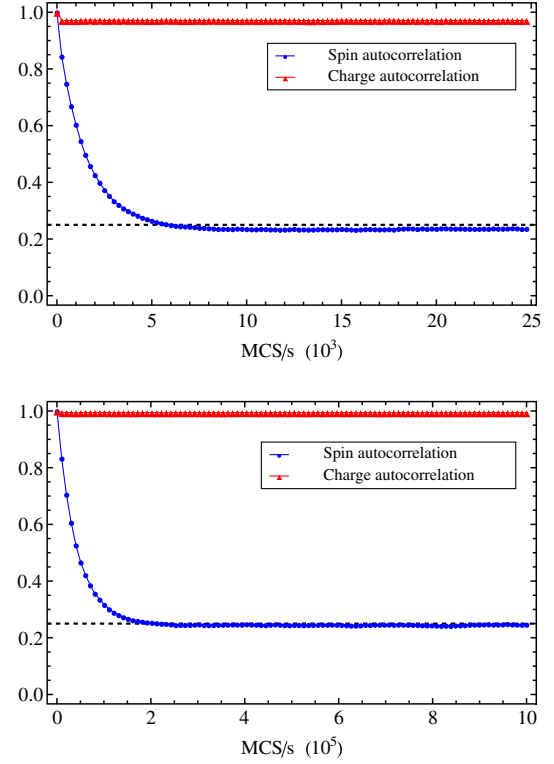 1.0
0.8
0.6
0.4
0.2
0.0
Spin autocorrelation
Charge autocorrelation
0 5 10 15 20 25
MCS/s (10³)
1.0
0.8
0.6
0.4
0.2
0.0
Spin autocorrelation
Charge autocorrelation
0 2 4 6 8 10
MCS/s (10⁵)